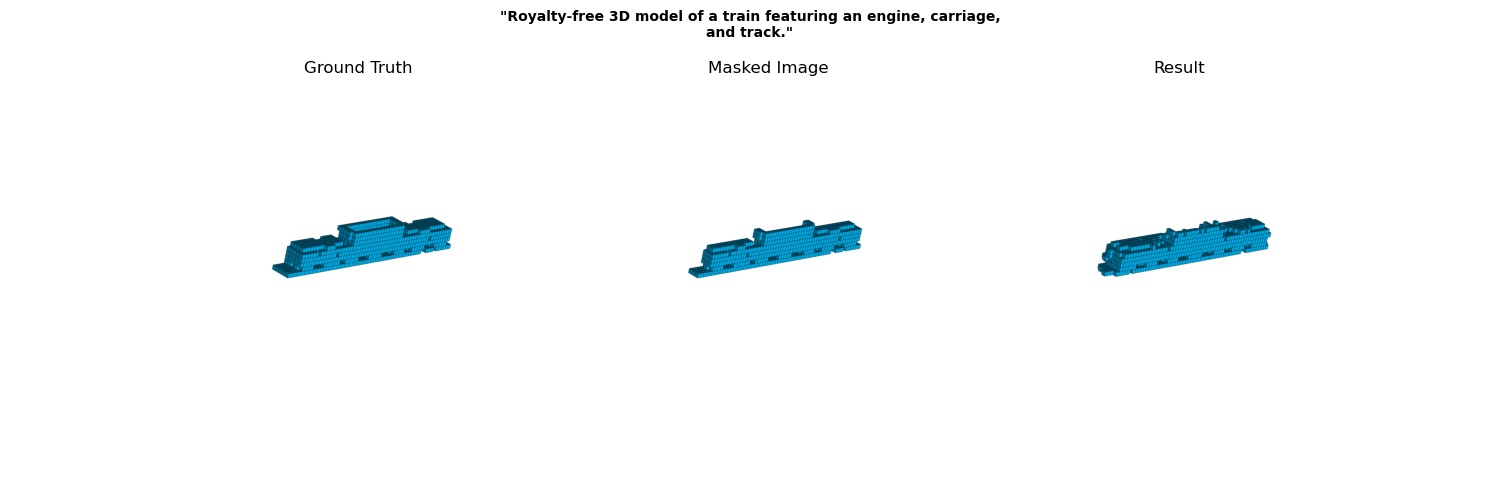 "Royalty-free 3D model of a train featuring an engine, carriage,
and track."
Ground Truth
Masked Image
Result